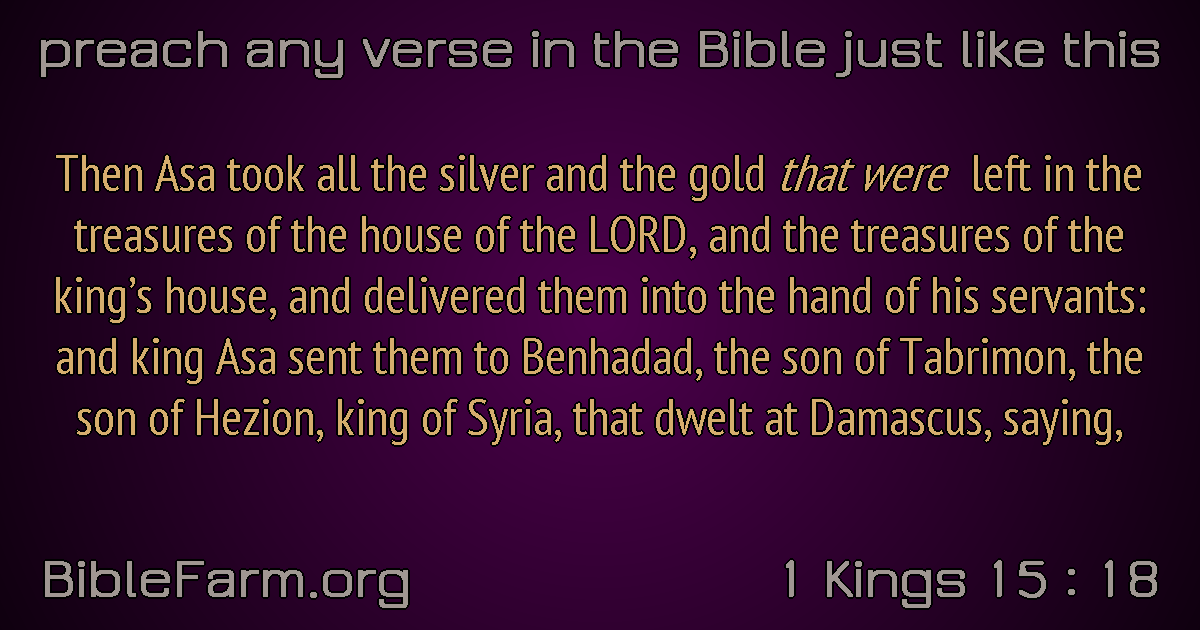 preach any verse in the Bible just like this
Then Asa took all the silver and the gold that were left in the
treasures of the house of the LORD, and the treasures of the
king’s house, and delivered them into the hand of his servants:
and king Asa sent them to Benhadad, the son of Tabrimon, the
son of Hezion, king of Syria, that dwelt at Damascus, saying,
BibleFarm.org
1 Kings 15 : 18